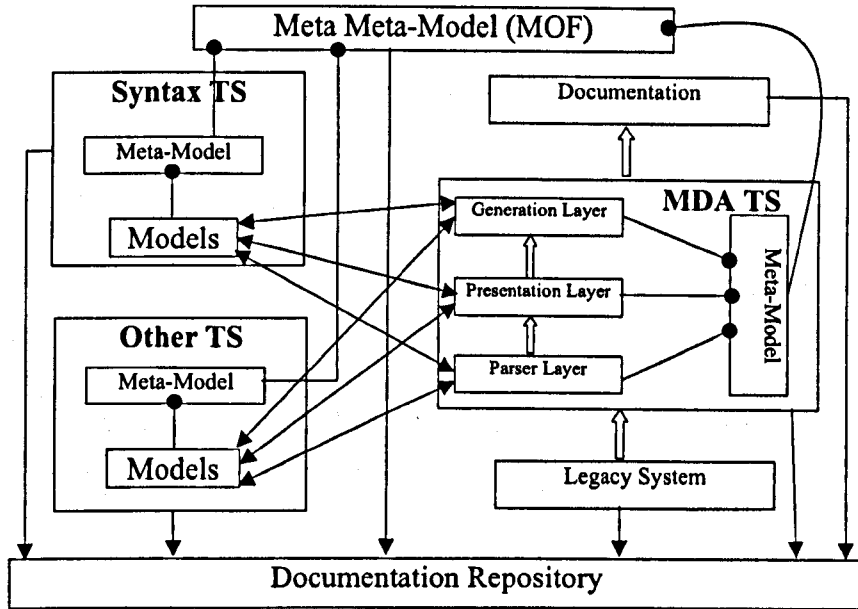 Meta Meta-Model (MOF)
Syntax TS
Meta-Model
Models
Documentation
MDA TS
Generation Layer
Presentation Layer
Parser Layer
Meta-Model
Other TS
Meta-Model
Models
Legacy System
Documentation Repository